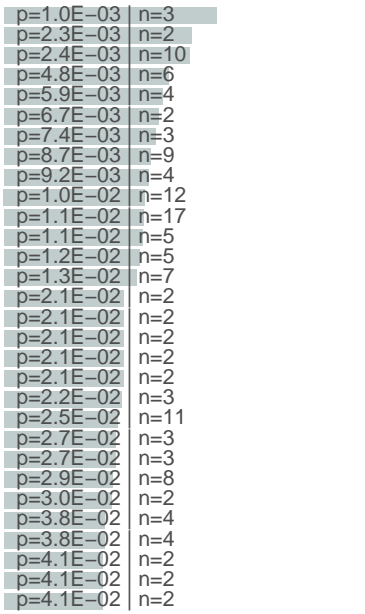 p=1.0E−03 | n=3
p=2.3E−03 | n=2
p=2.4E−03 | n=10
p=4.8E−03 | n=6
p=5.9E−03 | n=4
p=6.7E−03 | n=2
p=7.4E−03 | n=3
p=8.7E−03 | n=9
p=9.2E−03 | n=4
p=1.0E−02 | n=12
p=1.1E−02 | n=17
p=1.1E−02 | n=5
p=1.2E−02 | n=5
p=1.3E−02 | n=7
p=2.1E−02 | n=2
p=2.1E−02 | n=2
p=2.1E−02 | n=2
p=2.1E−02 | n=2
p=2.1E−02 | n=2
p=2.2E−02 | n=3
p=2.5E−02 | n=11
p=2.7E−02 | n=3
p=2.7E−02 | n=3
p=2.9E−02 | n=8
p=3.0E−02 | n=2
p=3.8E−02 | n=4
p=3.8E−02 | n=4
p=4.1E−02 | n=2
p=4.1E−02 | n=2
p=4.1E−02 | n=2